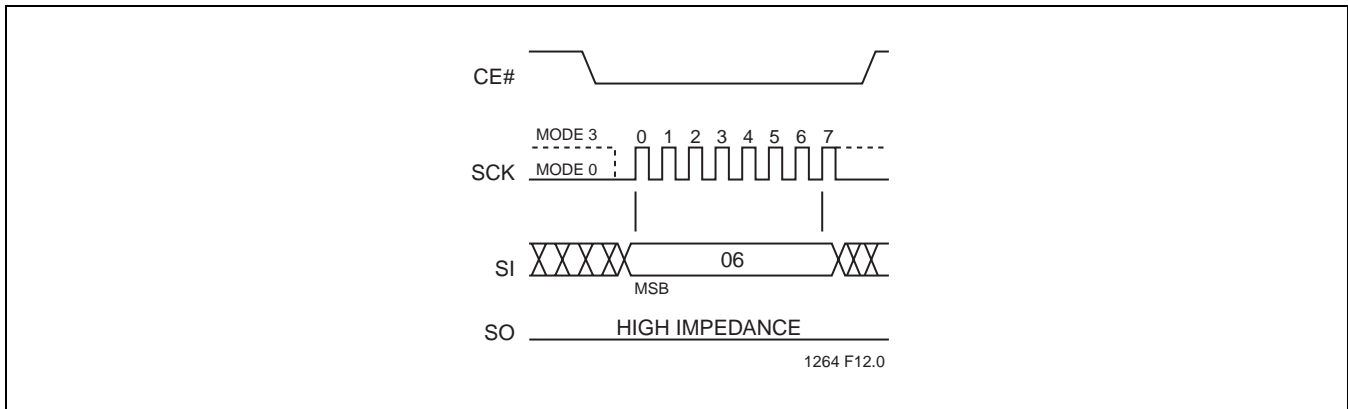 CE#
MODE 3
0 1 2 3 4 5 6 7
SCK
MODE 0
SI
06
MSB
SO
HIGH IMPEDANCE
1264 F12.0